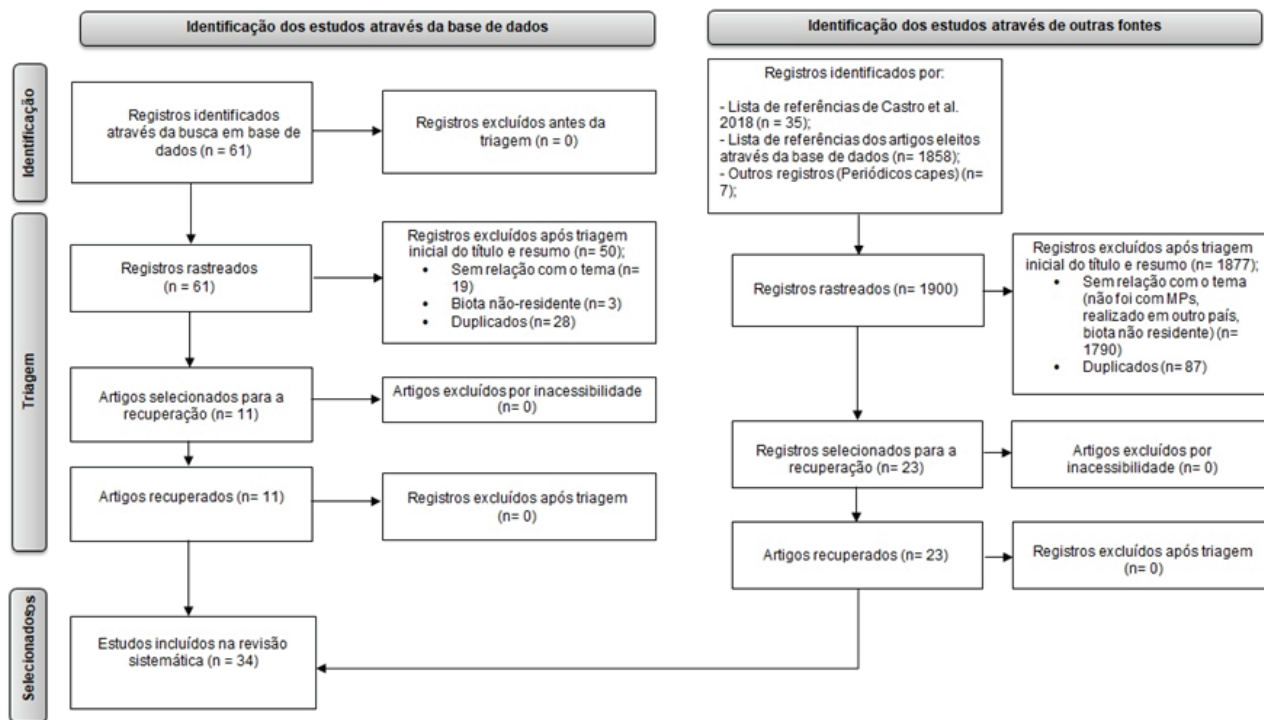 Identificação dos estudos através da base de dados
Identificação
Registros identificados
através da busca em base de
dados (n = 61)
Registros excluídos antes da
triagem (n = 0)
Triagem
Registros rastreados
(n = 61)
Registros excluídos após triagem
inicial do título e resumo (n= 50);
• Sem relação com o tema (n=
19)
• Biota não-residente (n= 3)
• Duplicados (n= 28)
Artigos selecionados para a
recuperação (n= 11)
Artigos excluídos por inacessibilidade
(n= 0)
Artigos recuperados (n= 11)
Registros excluídos após triagem
(n= 0)
Selecionadosos
Estudos incluídos na revisão
sistemática (n = 34)
Identificação dos estudos através de outras fontes
Registros identificados por:
- Lista de referências de Castro et al.
2018 (n = 35);
- Lista de referências dos artigos eleitos
através da base de dados (n= 1858);
- Outros registros (Periódicos capes) (n=
7);
Registros rastreados (n= 1900)
Registros excluídos após triagem
inicial do título e resumo (n= 1877);
• Sem relação com o tema
(não foi com MPs,
realizado em outro país,
biota não residente) (n=
1790)
• Duplicados (n= 87)
Registros selecionados para a
recuperação (n= 23)
Artigos excluídos por
inacessibilidade (n= 0)
Artigos recuperados (n= 23)
Registros excluídos após triagem
(n= 0)